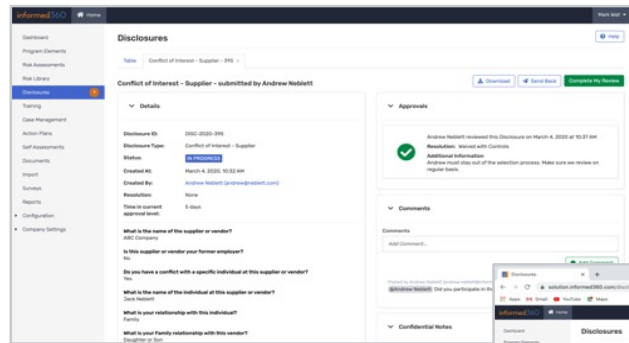 informed360 Home Mark Wall
Dashboard
Program Elements
Risk Assessments
Risk Library
Disclosures
Training
Case Management
Action Plans
Self Assessments
Documents
Import
Surveys
Reports
Configuration
Company Settings
Disclosures
Help
Table Conflict of Interest - Supplier - 395 ×
Conflict of Interest - Supplier - submitted by Andrew Neblett
Download Send Back Complete My Review
Details
Disclosure ID: DISC-2020-395
Disclosure Type: Conflict of Interest - Supplier
Status: IN PROGRESS
Created At: March 4, 2020, 10:32 AM
Created By: Andrew Neblett (andrew@neblett.com)
Resolution: None
Time in current
approval level: 5 days
What is the name of the supplier or vendor?
ABC Company
Is this supplier or vendor your former employer?
No
Do you have a conflict with a specific individual at this supplier or vendor?
Yes
What is the name of the individual at this supplier or vendor?
Jack Neblett
What is your relationship with this individual?
Family
What is your Family relationship with this vendor?
Daughter or Son
Approvals
Andrew Neblett reviewed this Disclosure on March 4, 2020 at 10:37 AM
Resolution: Waived with Controls
Additional Information
Andrew must stay out of the selection process. Make sure we review on
regular basis.
Comments
Comments
Add Comment...
Add Comment
@Andrew Neblett Did you participate in th
Confidential Notes
Disclosures × +
solution.informed360.com/disc
Apps Gmail YouTube Maps
informed360 Home
Dashboard
Disclosures